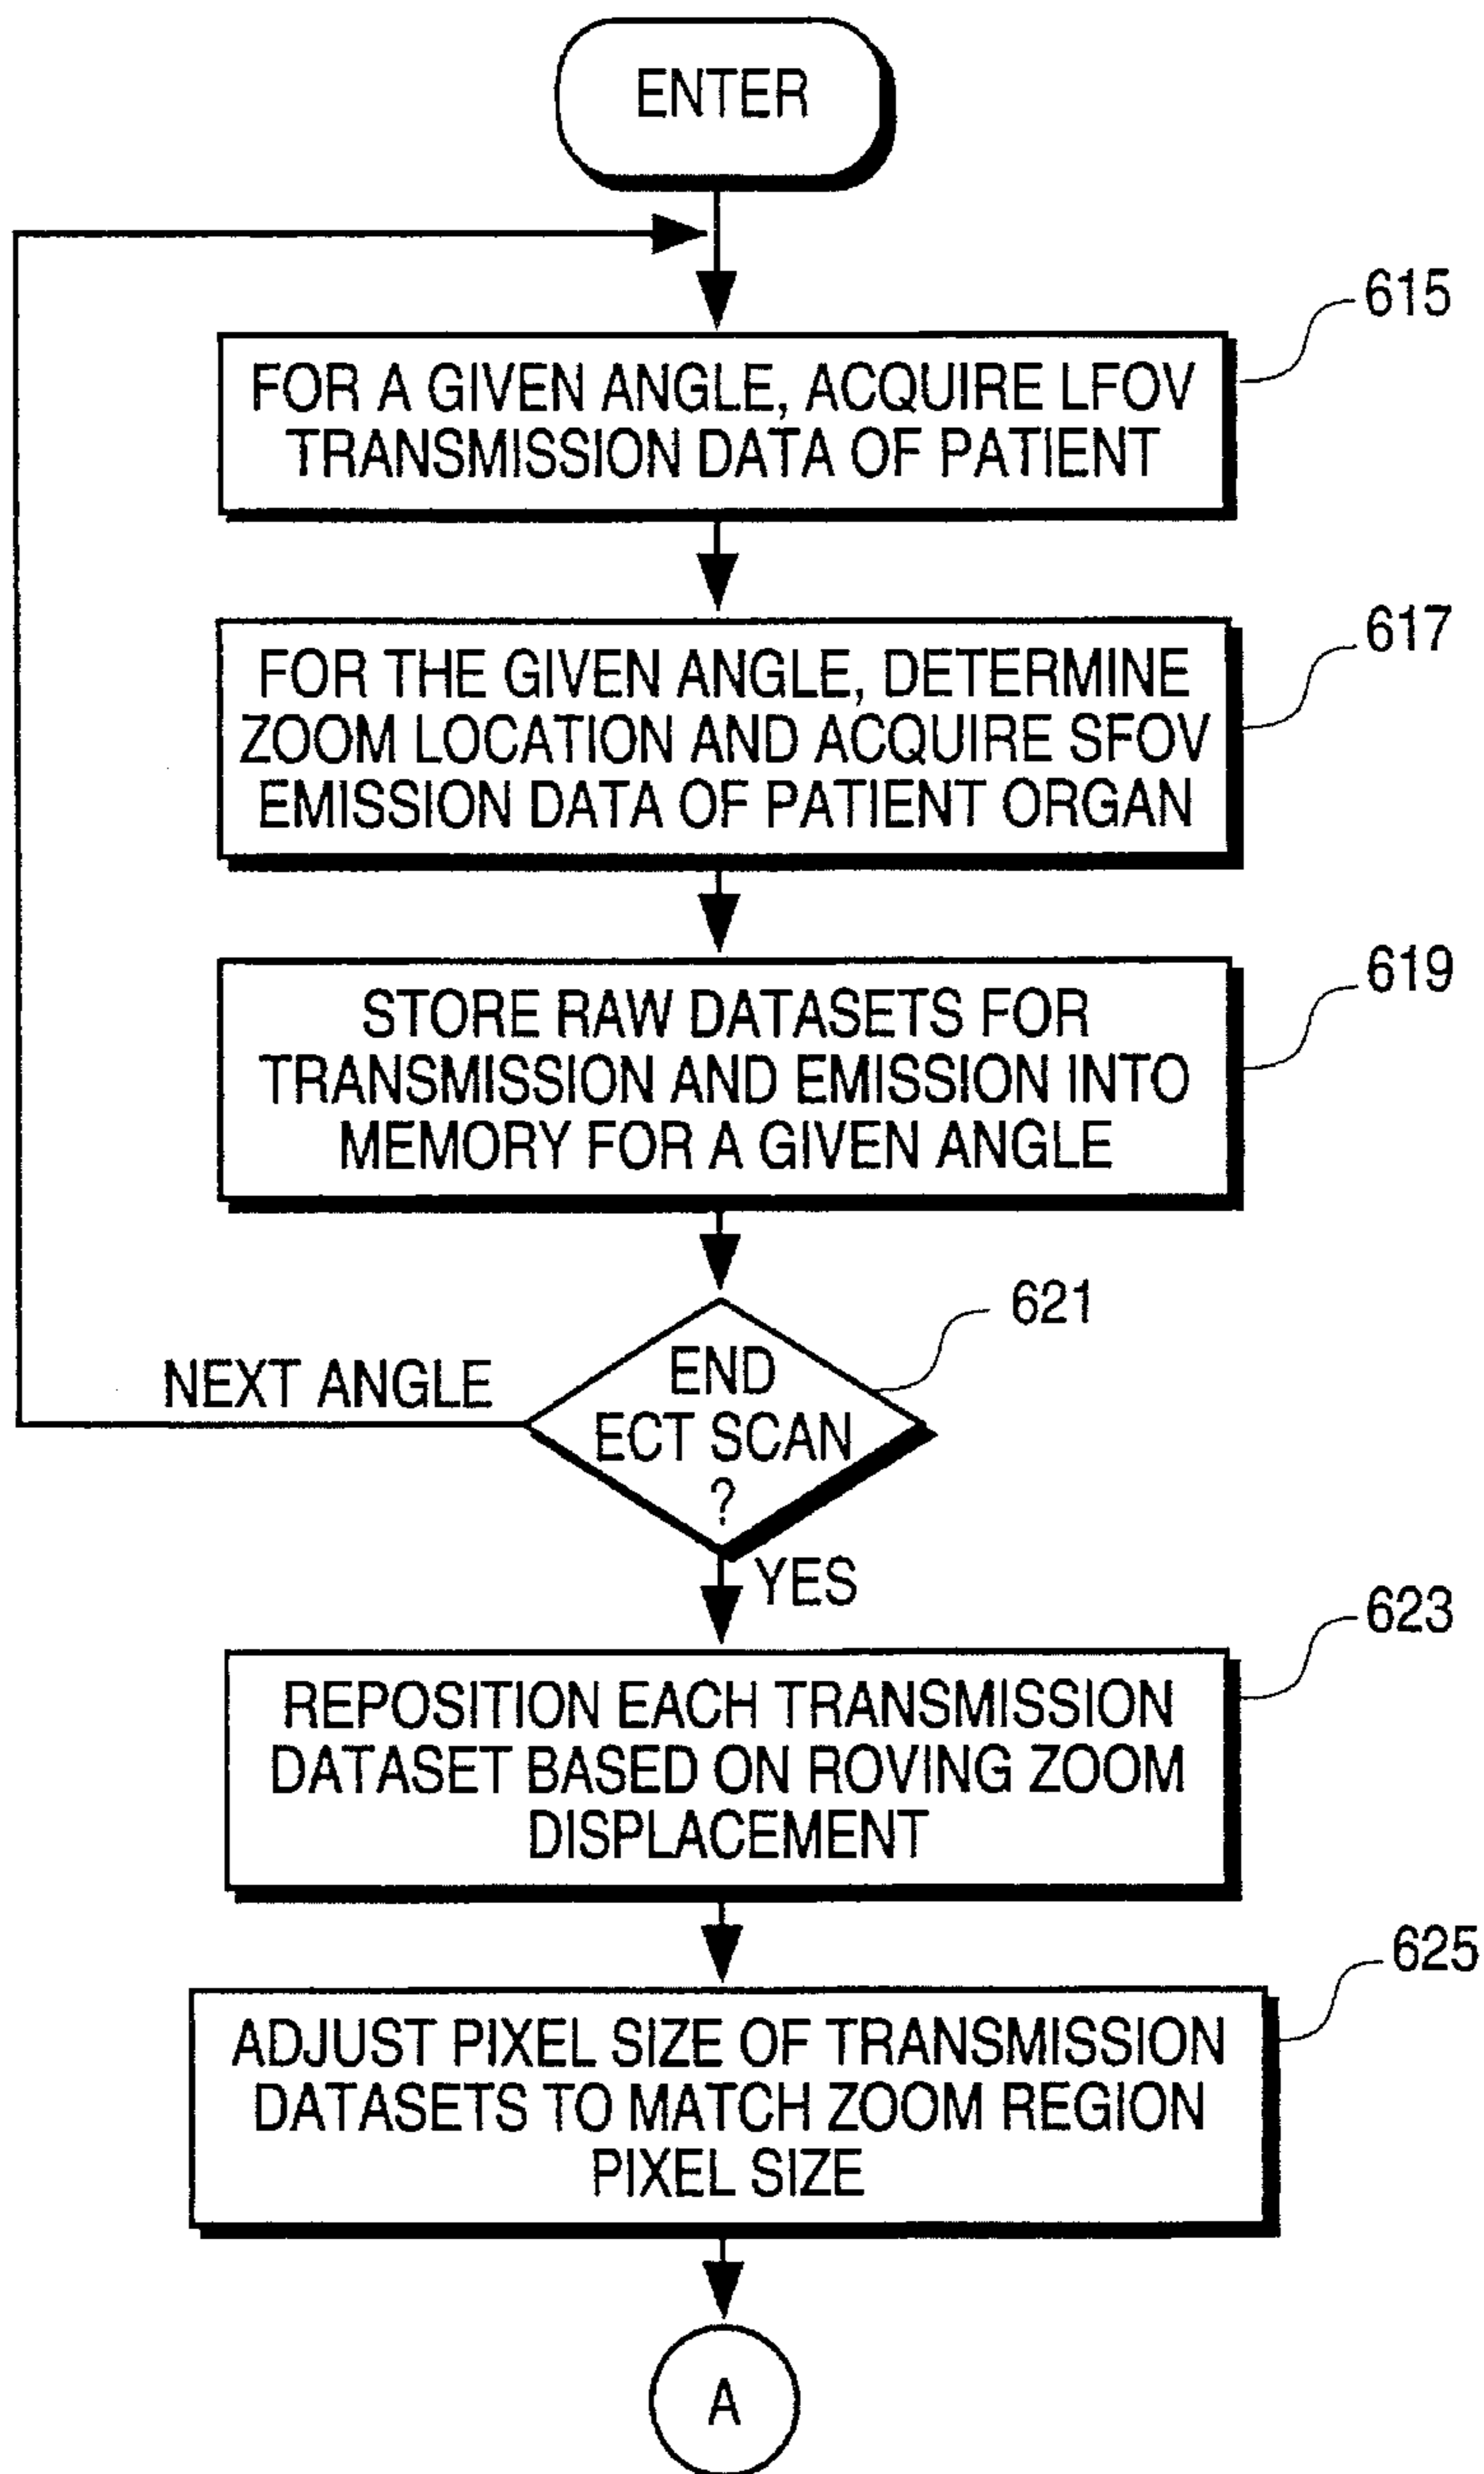 ENTER
615
FOR A GIVEN ANGLE, ACQUIRE LFOV
TRANSMISSION DATA OF PATIENT
617
FOR THE GIVEN ANGLE, DETERMINE
ZOOM LOCATION AND ACQUIRE SFOV
EMISSION DATA OF PATIENT ORGAN
619
STORE RAW DATASETS FOR
TRANSMISSION AND EMISSION INTO
MEMORY FOR A GIVEN ANGLE
621
END
ECT SCAN
?
NEXT ANGLE
YES
623
REPOSITION EACH TRANSMISSION
DATASET BASED ON ROVING ZOOM
DISPLACEMENT
625
ADJUST PIXEL SIZE OF TRANSMISSION
DATASETS TO MATCH ZOOM REGION
PIXEL SIZE
A